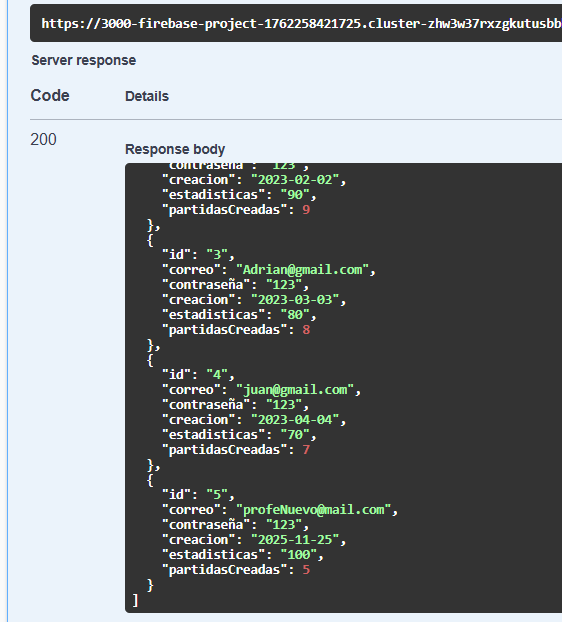 https://3000-firebase-project-1762258421725.cluster-zhw3w37rxzgkutusbb
Server response
Code Details
200
Response body
"contraseña": "123",
"creacion": "2023-02-02",
"estadisticas": "90",
"partidasCreadas": 9
},
{
"id": "3",
"correo": "Adrian@gmail.com",
"contraseña": "123",
"creacion": "2023-03-03",
"estadisticas": "80",
"partidasCreadas": 8
},
{
"id": "4",
"correo": "juan@gmail.com",
"contraseña": "123",
"creacion": "2023-04-04",
"estadisticas": "70",
"partidasCreadas": 7
},
{
"id": "5",
"correo": "profeNuevo@mail.com",
"contraseña": "123",
"creacion": "2025-11-25",
"estadisticas": "100",
"partidasCreadas": 5
}
]